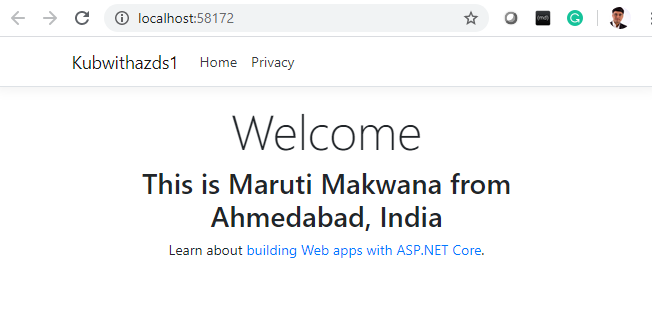 localhost:58172
Kubwithazds1 Home Privacy
Welcome
This is Maruti Makwana from
Ahmedabad, India
Learn about building Web apps with ASP.NET Core.